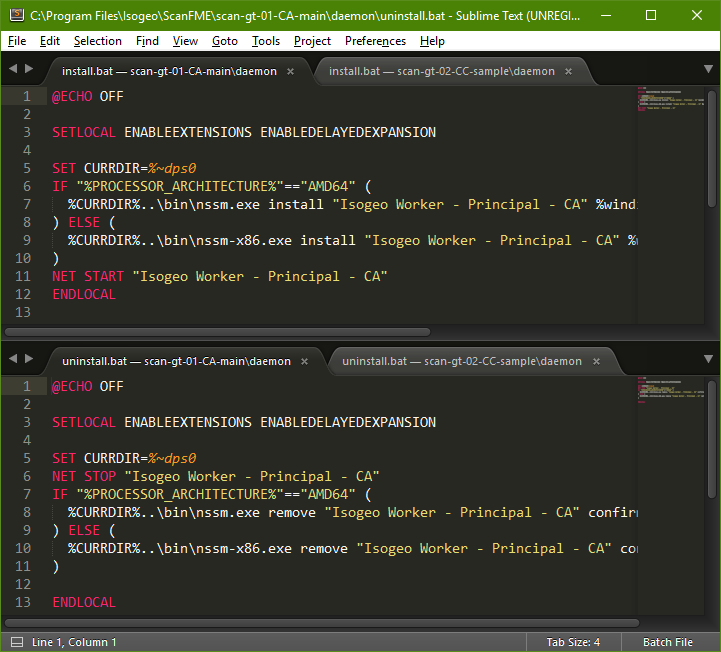 C:\Program Files\Isogeo\ScanFME\scan-gt-01-CA-main\daemon\uninstall.bat - Sublime Text (UNREGI...
File Edit Selection Find View Goto Tools Project Preferences Help
install.bat — scan-gt-01-CA-main\daemon × install.bat — scan-gt-02-CC-sample\daemon ×
1 @ECHO OFF
2
3 SETLOCAL ENABLEEXTENSIONS ENABLEDELAYEDEXPANSION
4
5 SET CURRDIR=%~dps0
6 IF "%PROCESSOR_ARCHITECTURE%"=="AMD64" (
7 %CURRDIR%..\bin\nssm.exe install "Isogeo Worker - Principal - CA" %wind
8 ) ELSE (
9 %CURRDIR%..\bin\nssm-x86.exe install "Isogeo Worker - Principal - CA" %
10 )
11 NET START "Isogeo Worker - Principal - CA"
12 ENDLOCAL
13
uninstall.bat — scan-gt-01-CA-main\daemon × uninstall.bat — scan-gt-02-CC-sample\daemon ×
1 @ECHO OFF
2
3 SETLOCAL ENABLEEXTENSIONS ENABLEDELAYEDEXPANSION
4
5 SET CURRDIR=%~dps0
6 NET STOP "Isogeo Worker - Principal - CA"
7 IF "%PROCESSOR_ARCHITECTURE%"=="AMD64" (
8 %CURRDIR%..\bin\nssm.exe remove "Isogeo Worker - Principal - CA" confir
9 ) ELSE (
10 %CURRDIR%..\bin\nssm-x86.exe remove "Isogeo Worker - Principal - CA" co
11 )
12
13 ENDLOCAL
Line 1, Column 1 Tab Size: 4 Batch File